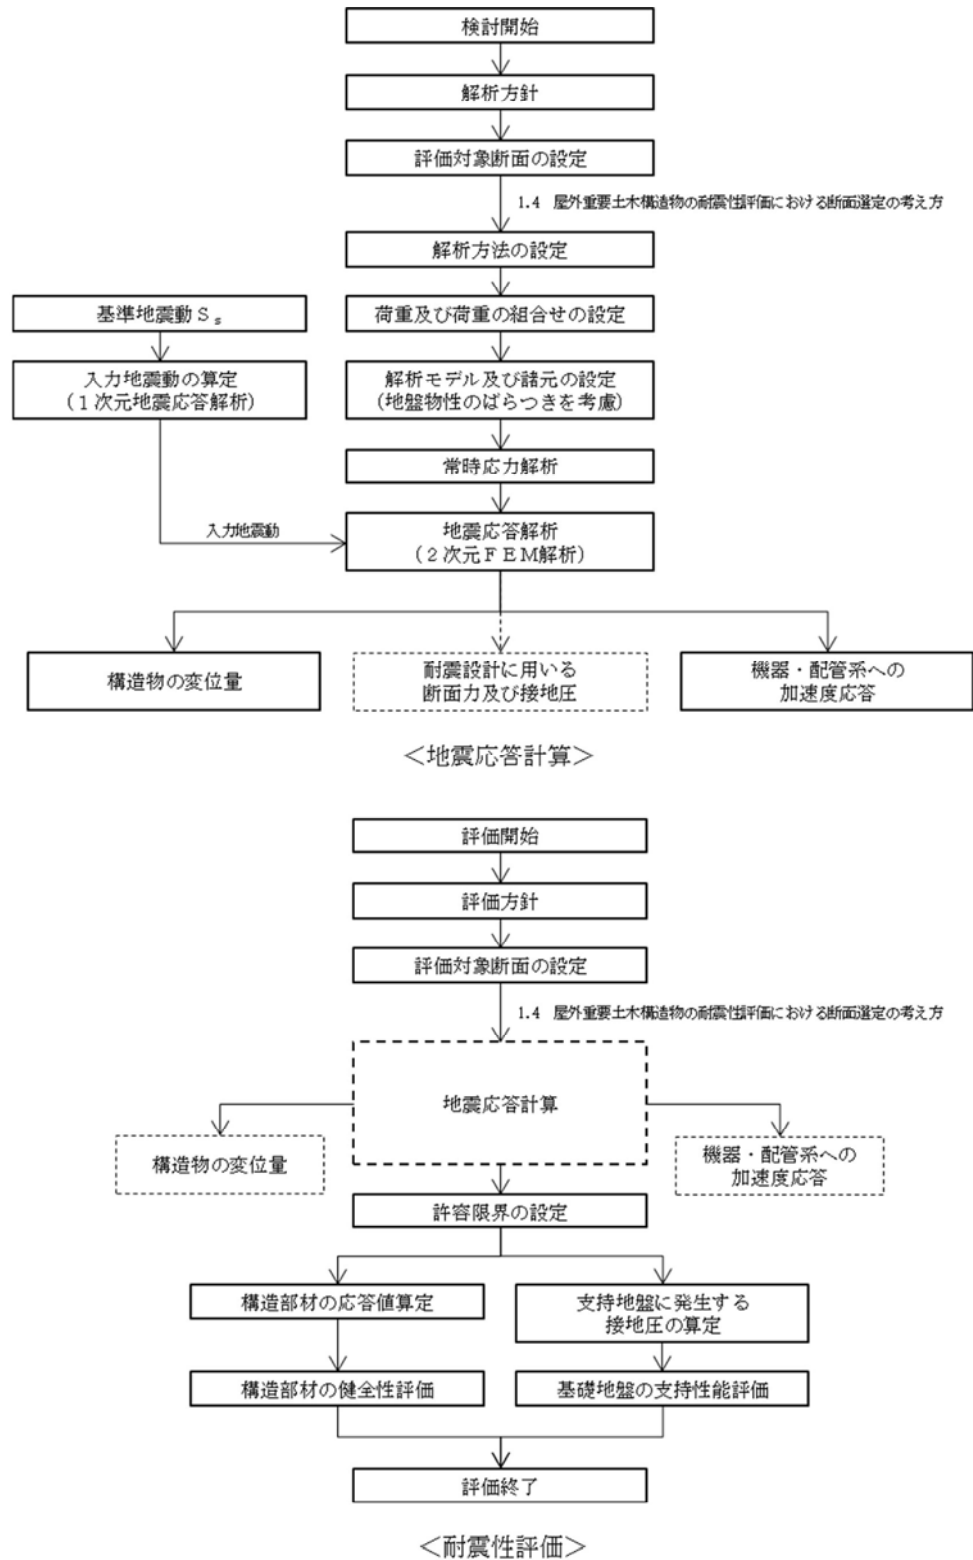 検討開始
解析方針
評価対象断面の設定
1.4 屋外重要土木構造物の耐震性評価における断面選定の考え方
解析方法の設定
基準地震動Ｓs
荷重及び荷重の組合せの設定
入力地震動の算定
（１次元地震応答解析）
解析モデル及び諸元の設定
（地盤物性のばらつきを考慮）
常時応力解析
入力地震動
地震応答解析
（２次元ＦＥＭ解析）
構造物の変位量
耐震設計に用いる
断面力及び接地圧
機器・配管系への
加速度応答
＜地震応答計算＞
評価開始
評価方針
評価対象断面の設定
1.4 屋外重要土木構造物の耐震性評価における断面選定の考え方
地震応答計算
構造物の変位量
機器・配管系への
加速度応答
許容限界の設定
構造部材の応答値算定
支持地盤に発生する
接地圧の算定
構造部材の健全性評価
基礎地盤の支持性能評価
評価終了
＜耐震性評価＞